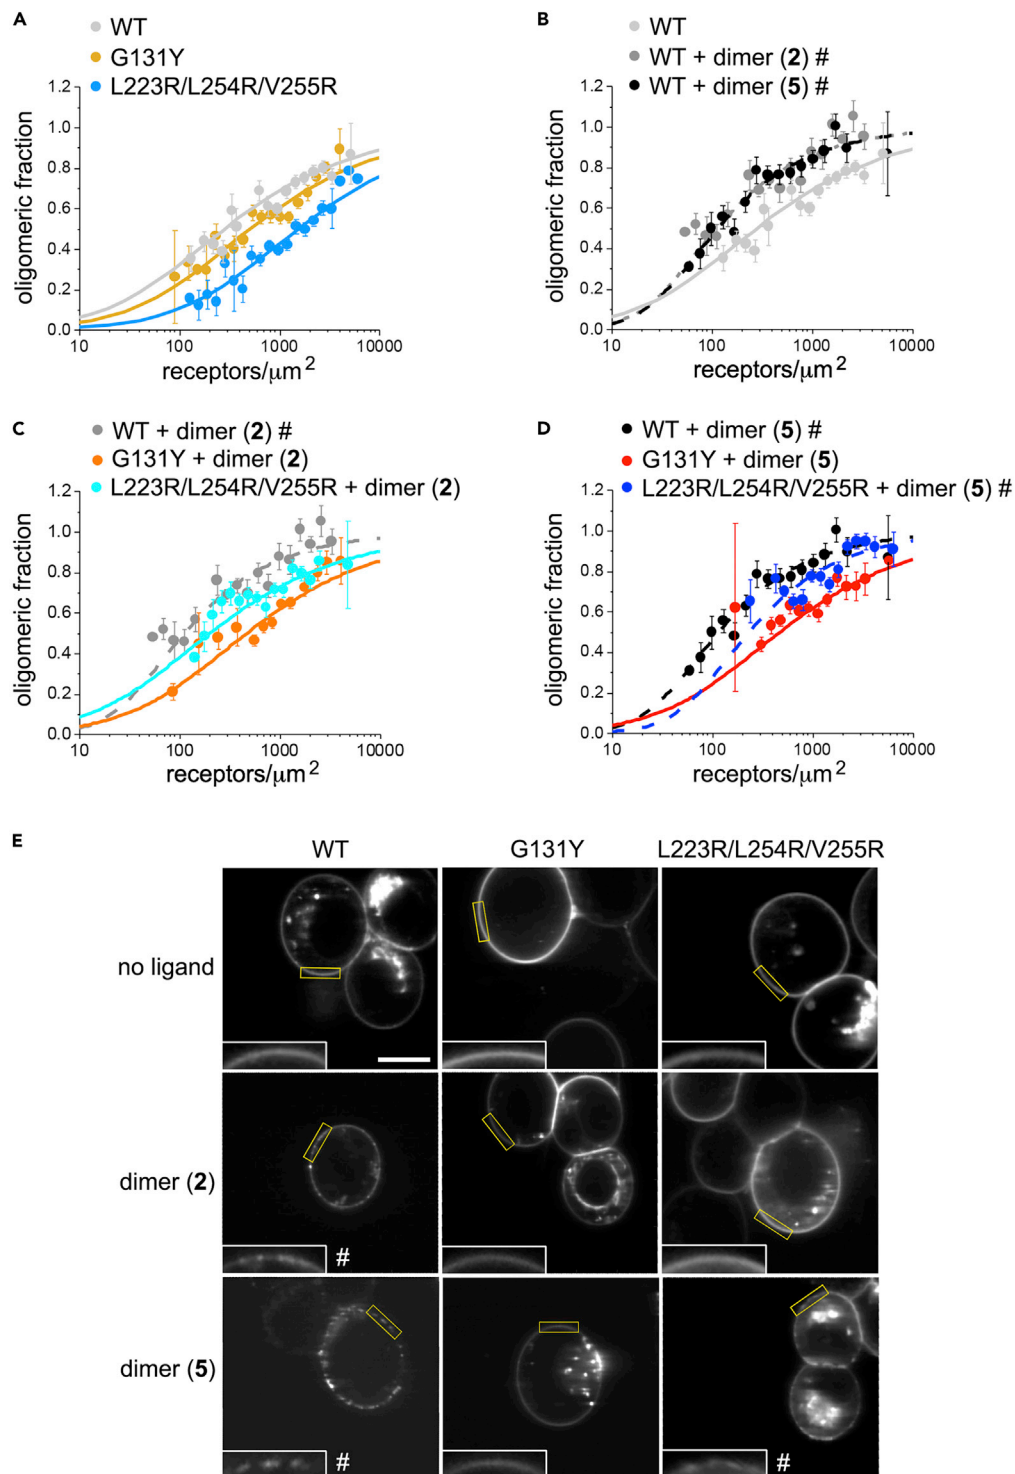 A
WT
G131Y
L223R/L254R/V255R
1.2
1.0
0.8
0.6
0.4
0.2
0.0
oligomeric fraction
10 100 1000 10000
receptors/μm²
B
WT
WT + dimer (2) #
WT + dimer (5) #
1.2
1.0
0.8
0.6
0.4
0.2
0.0
oligomeric fraction
10 100 1000 10000
receptors/μm²
C
WT + dimer (2) #
G131Y + dimer (2)
L223R/L254R/V255R + dimer (2)
1.2
1.0
0.8
0.6
0.4
0.2
0.0
oligomeric fraction
10 100 1000 10000
receptors/μm²
D
WT + dimer (5) #
G131Y + dimer (5)
L223R/L254R/V255R + dimer (5) #
1.2
1.0
0.8
0.6
0.4
0.2
0.0
oligomeric fraction
10 100 1000 10000
receptors/μm²
E
WT G131Y L223R/L254R/V255R
no ligand
dimer (2)
#
dimer (5)
# #